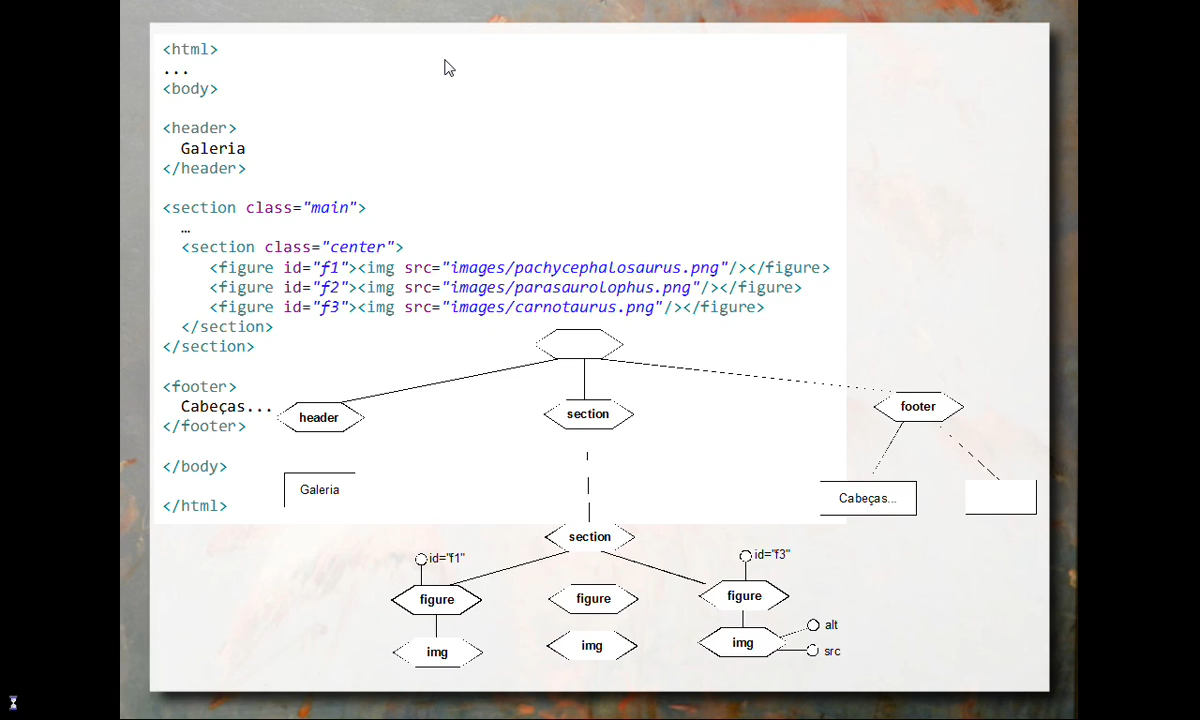 <html>
...
<body>
<header>
Galeria
</header>
<section class="main">
…
<section class="center">
<figure id="f1"><img src="images/pachycephalosaurus.png"/></figure>
<figure id="f2"><img src="images/parasaurolophus.png"/></figure>
<figure id="f3"><img src="images/carnotaurus.png"/></figure>
</section>
</section>
<footer>
Cabeças...
</footer>
</body>
</html>
header
section
footer
Galeria
Cabeças...
section
id="f1"
id="f3"
figure
figure
figure
img
img
img
alt
src